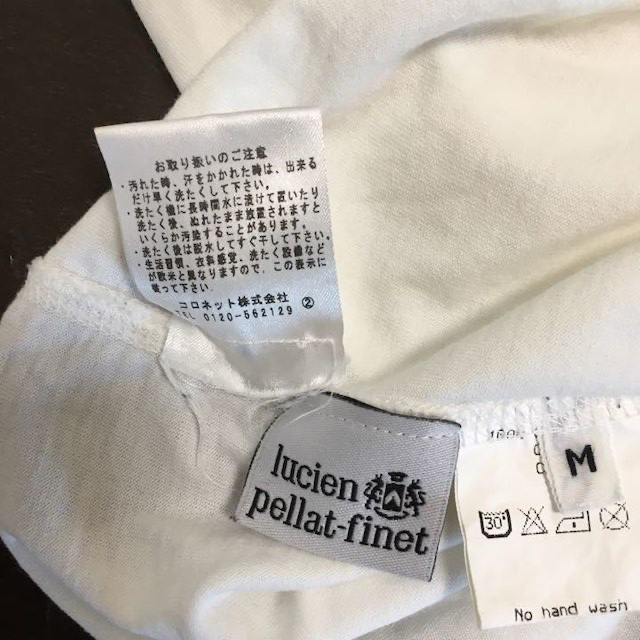 お取り扱いのご注意
・汚れた時、汗をかかれた時は、出来る
だけ早く洗たくして下さい。
・洗たく機に長時間水に漬けて置いたり
洗たく後、ぬれたまま放置されますと
いくらか汚染することがあります。
・洗たく後は脱水してすぐ干して下さい。
・生活習慣、衣料感覚、洗たく設備など
が欧米と異なりますので、この表示に
従って下さい。
コロネット株式会社 ②
TEL 0120-562129
lucien
pellat-finet
M
30°
No hand wash